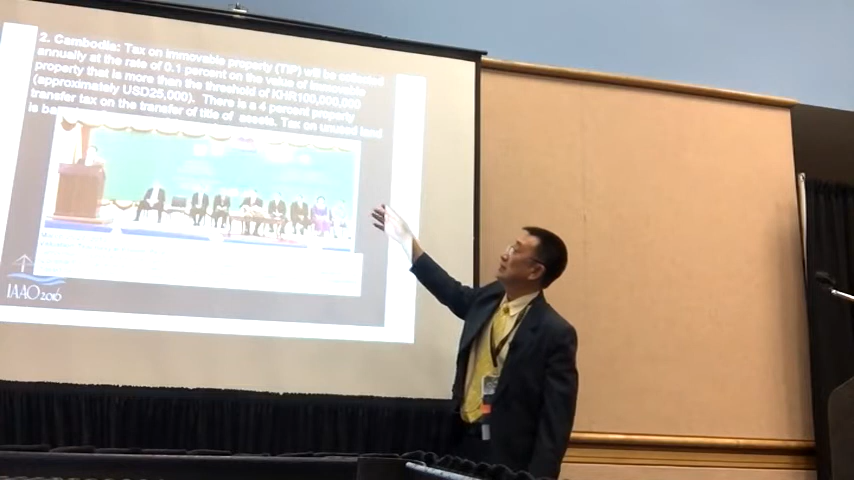 2. Cambodia: Tax on immovable property (TIP) will be collected
annually at the rate of 0.1 percent on the value of immovable
property that is more than the threshold of KHR100,000,000
(approximately USD25,000). There is a 4 percent property
transfer tax on the transfer of title of assets. Tax on unused land
is
IAAO2016